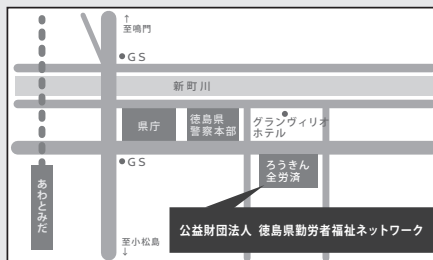 ↑
至鳴門
GS
新町川
県庁
徳島県
警察本部
グランヴィリオ
ホテル
GS
ろうきん
全労済
あわとみだ
公益財団法人 徳島県勤労者福祉ネットワーク
至小松島
↓